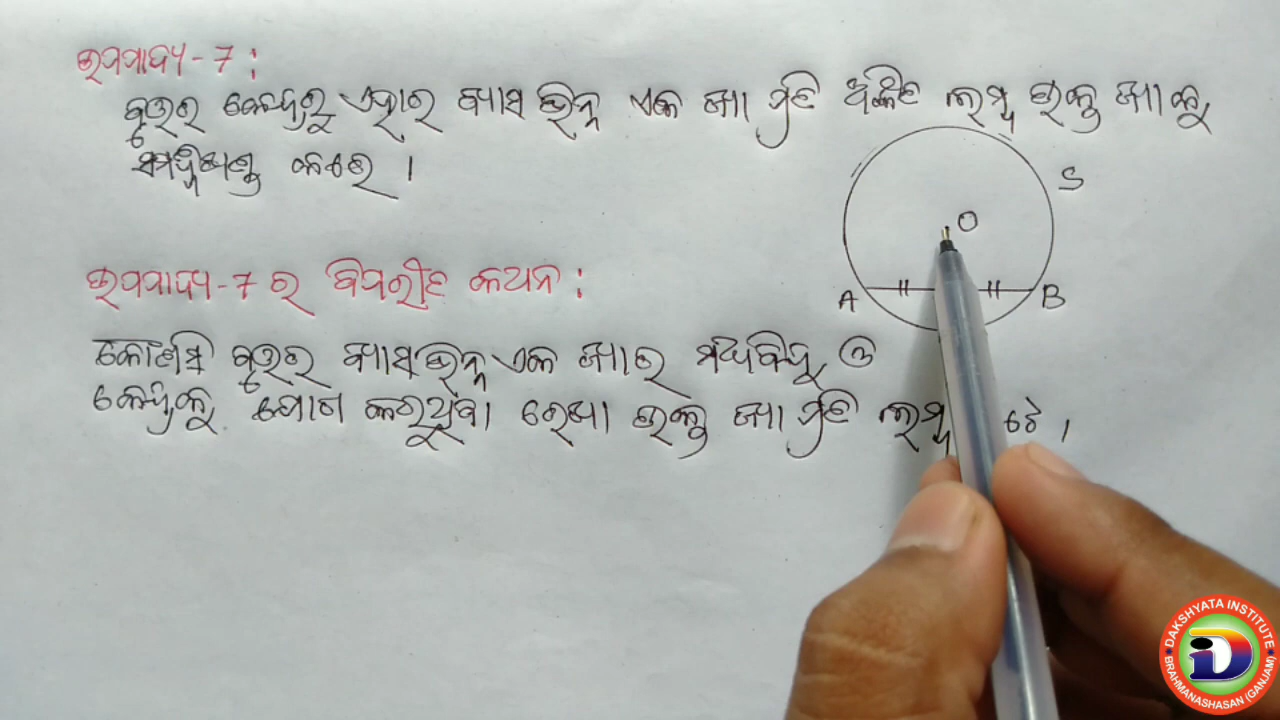 ଉପପାଦ୍ୟ - 7 :
ବୃତ୍ତର କେନ୍ଦ୍ରରୁ ଏହାର ବ୍ୟାସ ଭିନ୍ନ ଏକ ଜ୍ୟା ପ୍ରତି ଅଙ୍କିତ ଲମ୍ବ ଉକ୍ତ ଜ୍ୟାକୁ
ସମଦ୍ୱିଖଣ୍ଡ କରେ ।
S
O
A
B
ଉପପାଦ୍ୟ - 7 ର ବିପରୀତ କଥନ :
କୌଣସି ବୃତ୍ତର ବ୍ୟାସଭିନ୍ନ ଏକ ଜ୍ୟାର ମଧ୍ୟବିନ୍ଦୁ ଓ
କେନ୍ଦ୍ରକୁ ଯୋଗ କରୁଥିବା ରେଖା ଉକ୍ତ ଜ୍ୟା ପ୍ରତି ଲମ୍ବ ।
DAKSHYATA INSTITUTE
BRAHMANASHASAN (GANJAM)
iD